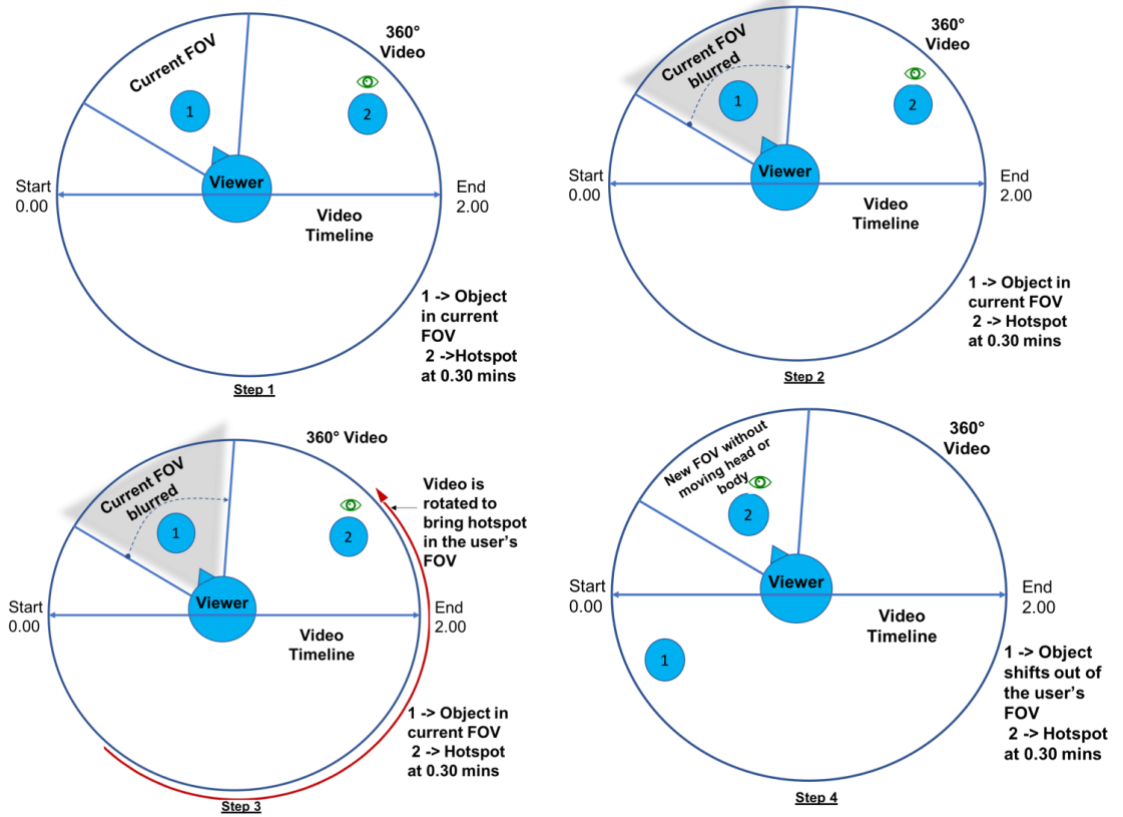 360°
Video
Current FOV
1
2
Viewer
Start
0.00
End
2.00
Video
Timeline
1 -> Object
in current
FOV
2 ->Hotspot
at 0.30 mins
Step 1
360°
Video
Current FOV
blurred
1
2
Viewer
Start
0.00
End
2.00
Video
Timeline
1 -> Object in
current FOV
2 -> Hotspot
at 0.30 mins
Step 2
360° Video
Current FOV
blurred
1
2
Video is
rotated to
bring hotspot
in the user's
FOV
Viewer
Start
0.00
End
2.00
Video
Timeline
1 -> Object in
current FOV
2 -> Hotspot
at 0.30 mins
Step 3
360°
Video
New FOV without
moving head or
body
2
Viewer
Start
0.00
End
2.00
Video
Timeline
1
1 -> Object
shifts out of
the user's
FOV
2 -> Hotspot
at 0.30 mins
Step 4